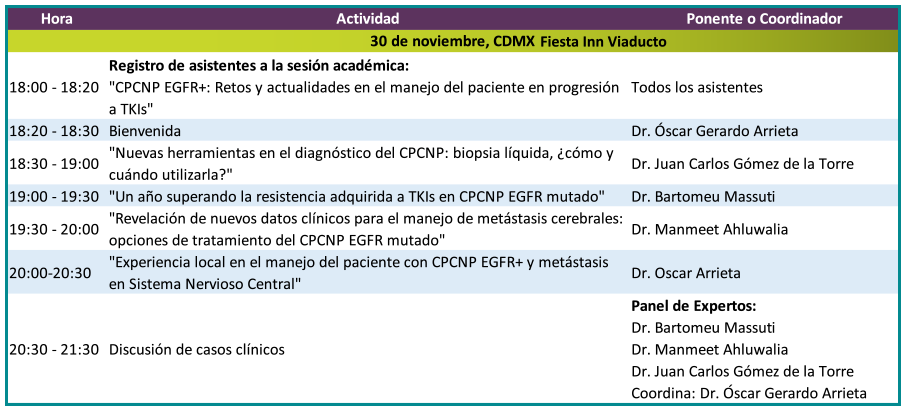 Hora Actividad Ponente o Coordinador
30 de noviembre, CDMX Fiesta Inn Viaducto
Registro de asistentes a la sesión académica:
18:00 - 18:20 "CPCNP EGFR+: Retos y actualidades en el manejo del paciente en progresión Todos los asistentes
a TKIs"
18:20 - 18:30 Bienvenida Dr. Óscar Gerardo Arrieta
"Nuevas herramientas en el diagnóstico del CPCNP: biopsia líquida, ¿cómo y
18:30 - 19:00 Dr. Juan Carlos Gómez de la Torre
cuándo utilizarla?"
19:00 - 19:30 "Un año superando la resistencia adquirida a TKIs en CPCNP EGFR mutado" Dr. Bartomeu Massuti
"Revelación de nuevos datos clínicos para el manejo de metástasis cerebrales:
19:30 - 20:00 Dr. Manmeet Ahluwalia
opciones de tratamiento del CPCNP EGFR mutado"
"Experiencia local en el manejo del paciente con CPCNP EGFR+ y metástasis
20:00-20:30 Dr. Oscar Arrieta
en Sistema Nervioso Central"
Panel de Expertos:
Dr. Bartomeu Massuti
20:30 - 21:30 Discusión de casos clínicos Dr. Manmeet Ahluwalia
Dr. Juan Carlos Gómez de la Torre
Coordina: Dr. Óscar Gerardo Arrieta